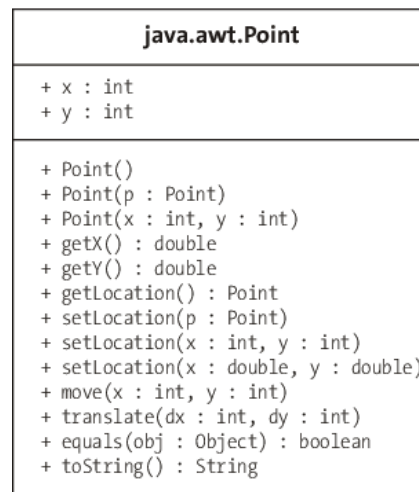 java.awt.Point
+ x : int
+ y : int
+ Point()
+ Point(p : Point)
+ Point(x : int, y : int)
+ getX() : double
+ getY() : double
+ getLocation() : Point
+ setLocation(p : Point)
+ setLocation(x : int, y : int)
+ setLocation(x : double, y : double)
+ move(x : int, y : int)
+ translate(dx : int, dy : int)
+ equals(obj : Object) : boolean
+ toString() : String